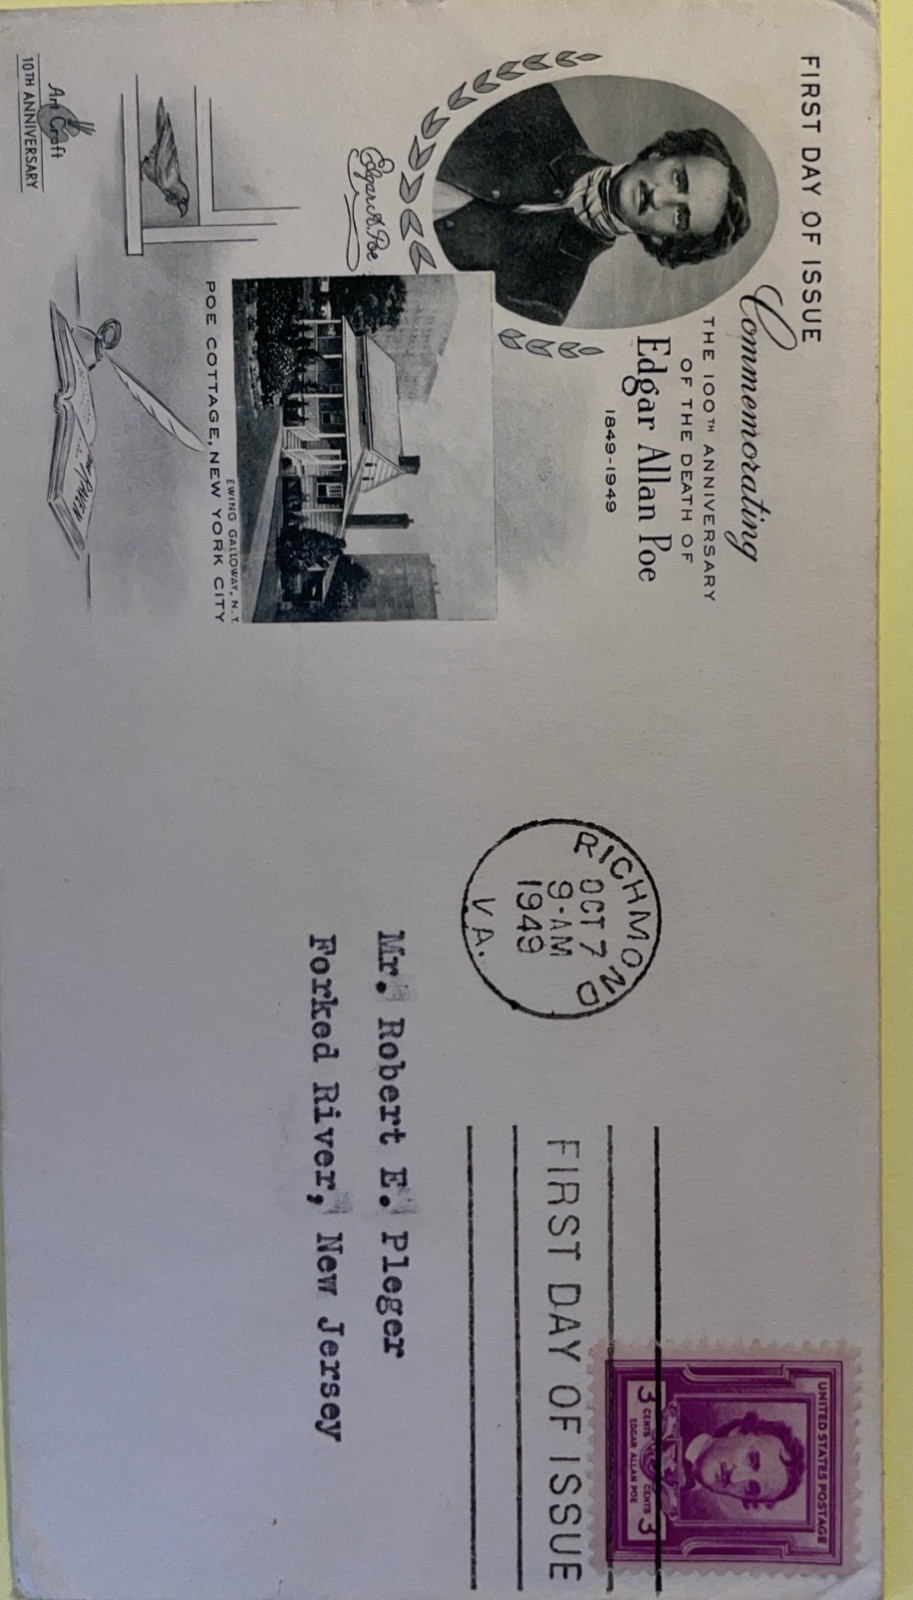 FIRST DAY OF ISSUE
Commemorating
THE 100TH ANNIVERSARY
OF THE DEATH OF
Edgar Allan Poe
1849-1949
Edgar A. Poe
EWING GALLOWAY, N.Y.
POE COTTAGE, NEW YORK CITY
RAVEN
Art Craft
10TH ANNIVERSARY
RICHMOND
OCT 7
9-AM
1949
VA.
FIRST DAY OF ISSUE
UNITED STATES POSTAGE
3 CENTS CENTS 3
EDGAR ALLAN POE
Mr. Robert E. Pleger
Forked River, New Jersey